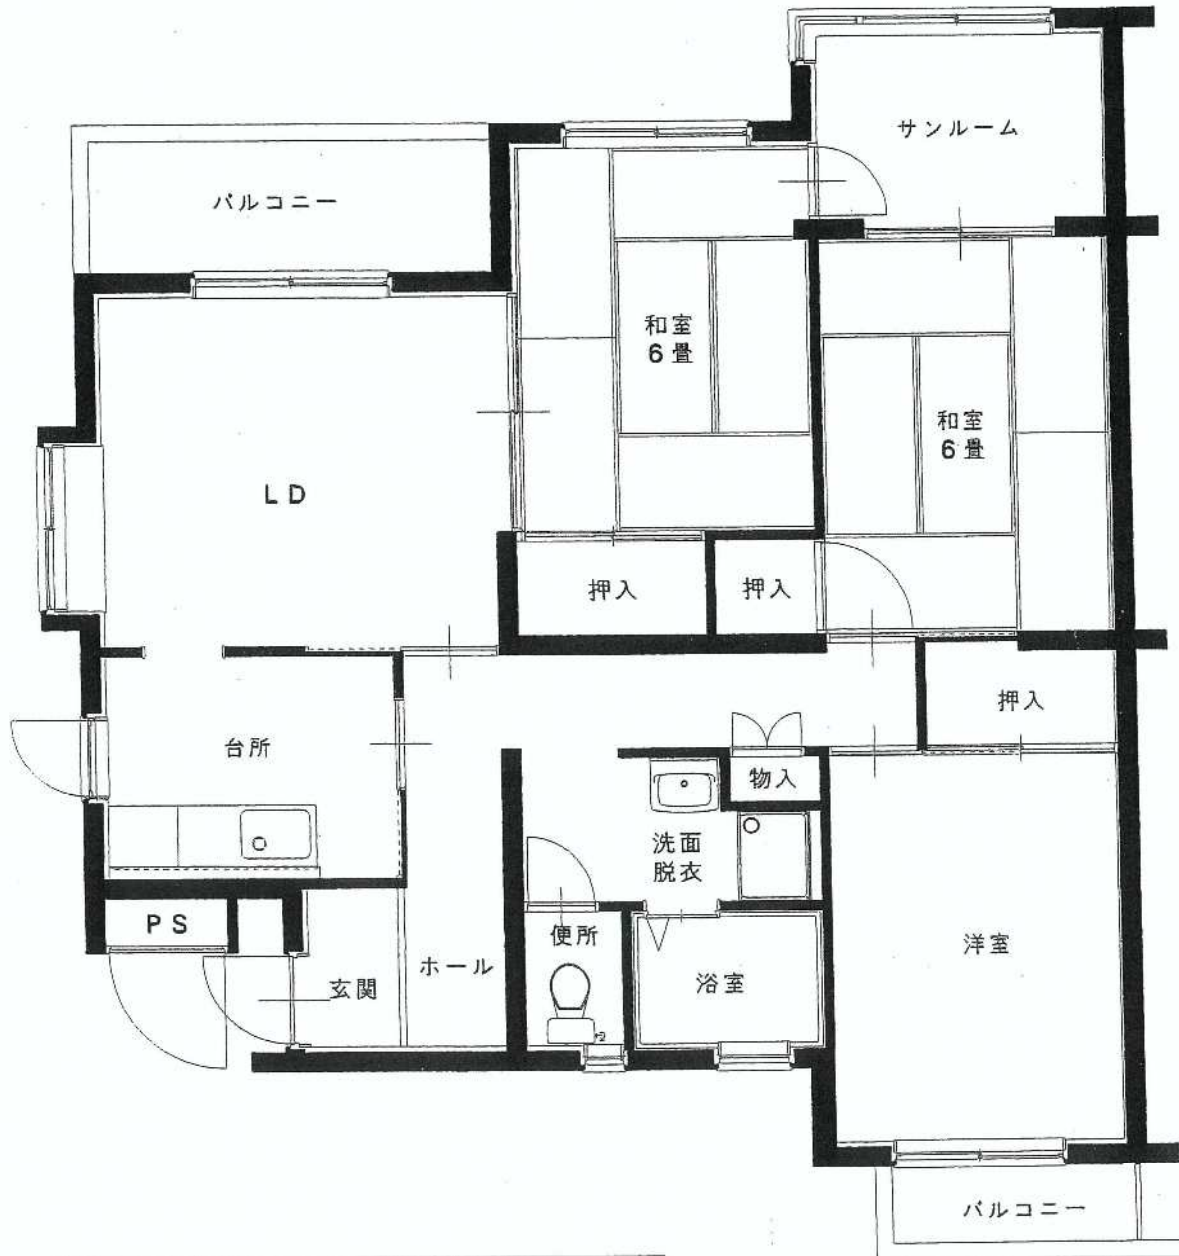 サンルーム
バルコニー
和室
6畳
和室
6畳
LD
押入
押入
押入
台所
物入
洗面
脱衣
PS
便所
洋室
ホール
浴室
玄関
バルコニー